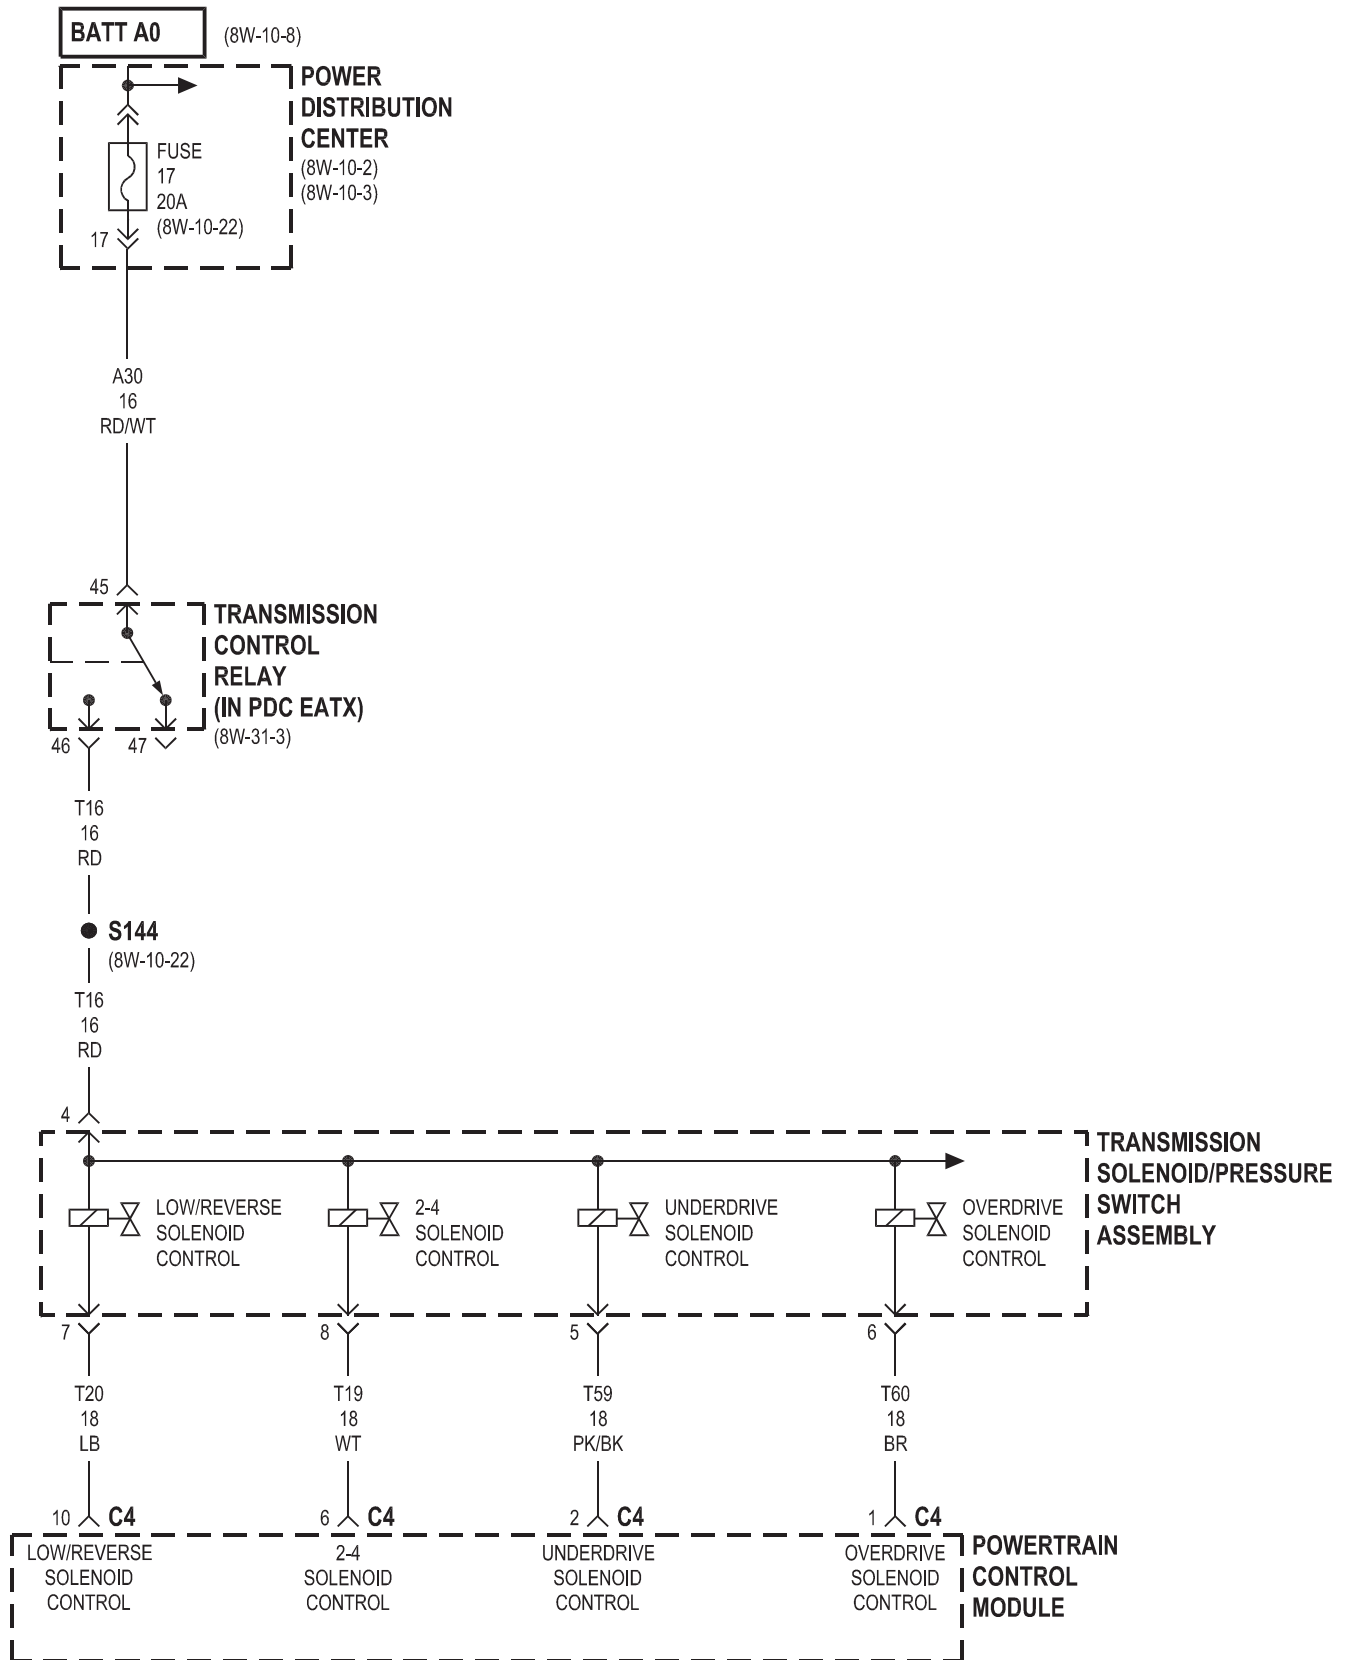 BATT A0
(8W-10-8)
POWER
DISTRIBUTION
CENTER
(8W-10-2)
(8W-10-3)
FUSE
17
20A
(8W-10-22)
17
A30
16
RD/WT
45
TRANSMISSION
CONTROL
RELAY
(IN PDC EATX)
(8W-31-3)
46
47
T16
16
RD
S144
(8W-10-22)
T16
16
RD
4
TRANSMISSION
SOLENOID/PRESSURE
SWITCH
ASSEMBLY
LOW/REVERSE
SOLENOID
CONTROL
2-4
SOLENOID
CONTROL
UNDERDRIVE
SOLENOID
CONTROL
OVERDRIVE
SOLENOID
CONTROL
7
8
5
6
T20
18
LB
T19
18
WT
T59
18
PK/BK
T60
18
BR
10 C4
6 C4
2 C4
1 C4
LOW/REVERSE
SOLENOID
CONTROL
2-4
SOLENOID
CONTROL
UNDERDRIVE
SOLENOID
CONTROL
OVERDRIVE
SOLENOID
CONTROL
POWERTRAIN
CONTROL
MODULE